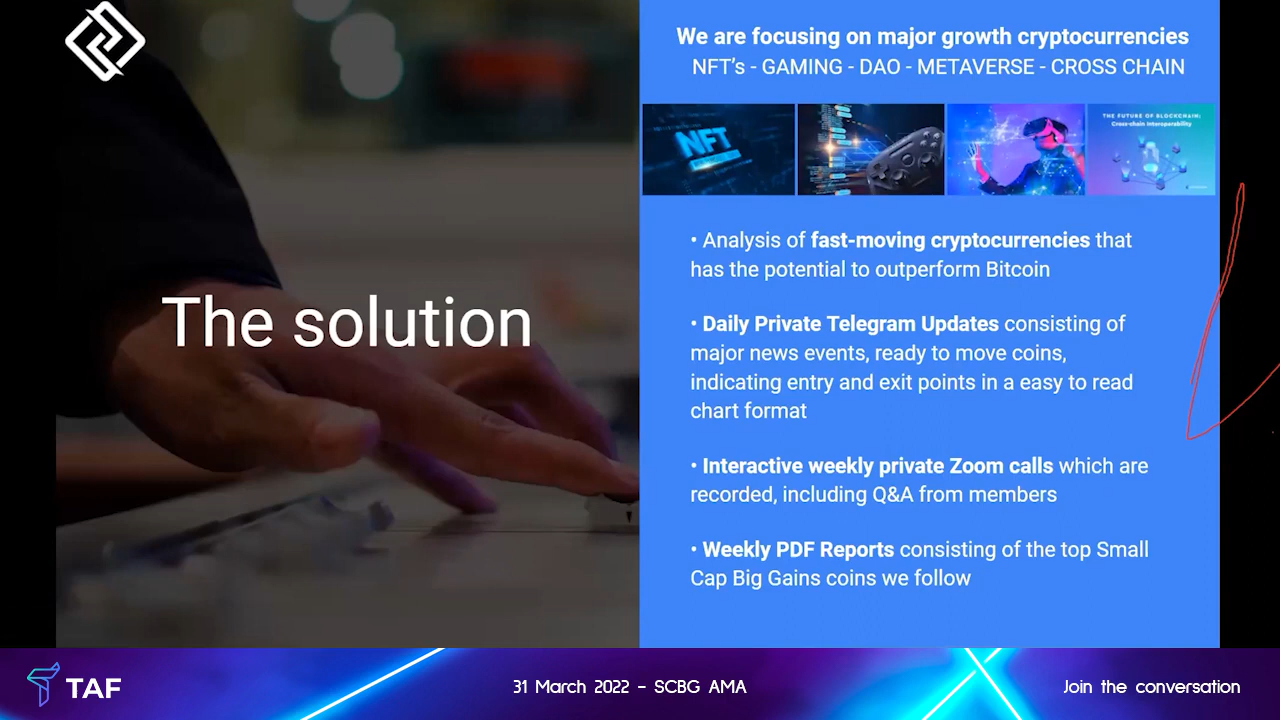 The solution
We are focusing on major growth cryptocurrencies
NFT's - GAMING - DAO - METAVERSE - CROSS CHAIN
NFT
THE FUTURE OF BLOCKCHAIN:
Cross-chain Interoperability
• Analysis of fast-moving cryptocurrencies that
has the potential to outperform Bitcoin
• Daily Private Telegram Updates consisting of
major news events, ready to move coins,
indicating entry and exit points in a easy to read
chart format
• Interactive weekly private Zoom calls which are
recorded, including Q&A from members
• Weekly PDF Reports consisting of the top Small
Cap Big Gains coins we follow
TAF
31 March 2022 - SCBG AMA
Join the conversation